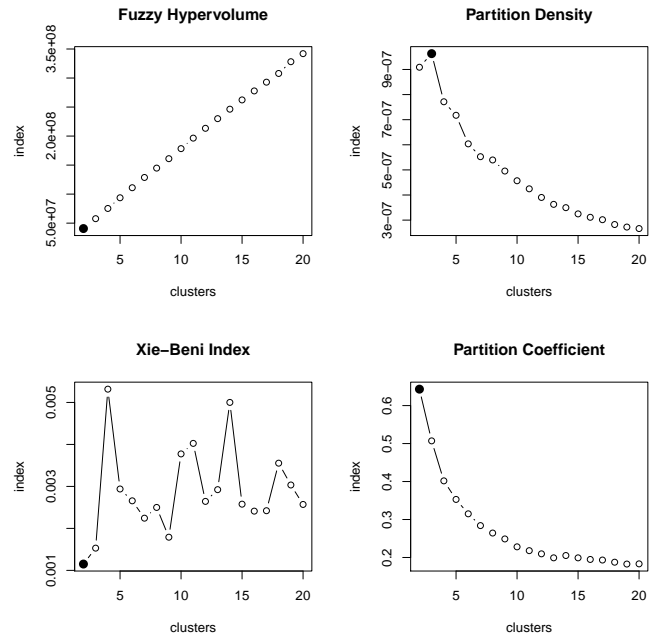 Fuzzy Hypervolume
index
5.0e+07
2.0e+08
3.5e+08
5
10
15
20
clusters
Partition Density
index
3e−07
5e−07
7e−07
9e−07
5
10
15
20
clusters
Xie−Beni Index
index
0.001
0.003
0.005
5
10
15
20
clusters
Partition Coefficient
index
0.2
0.3
0.4
0.5
0.6
5
10
15
20
clusters